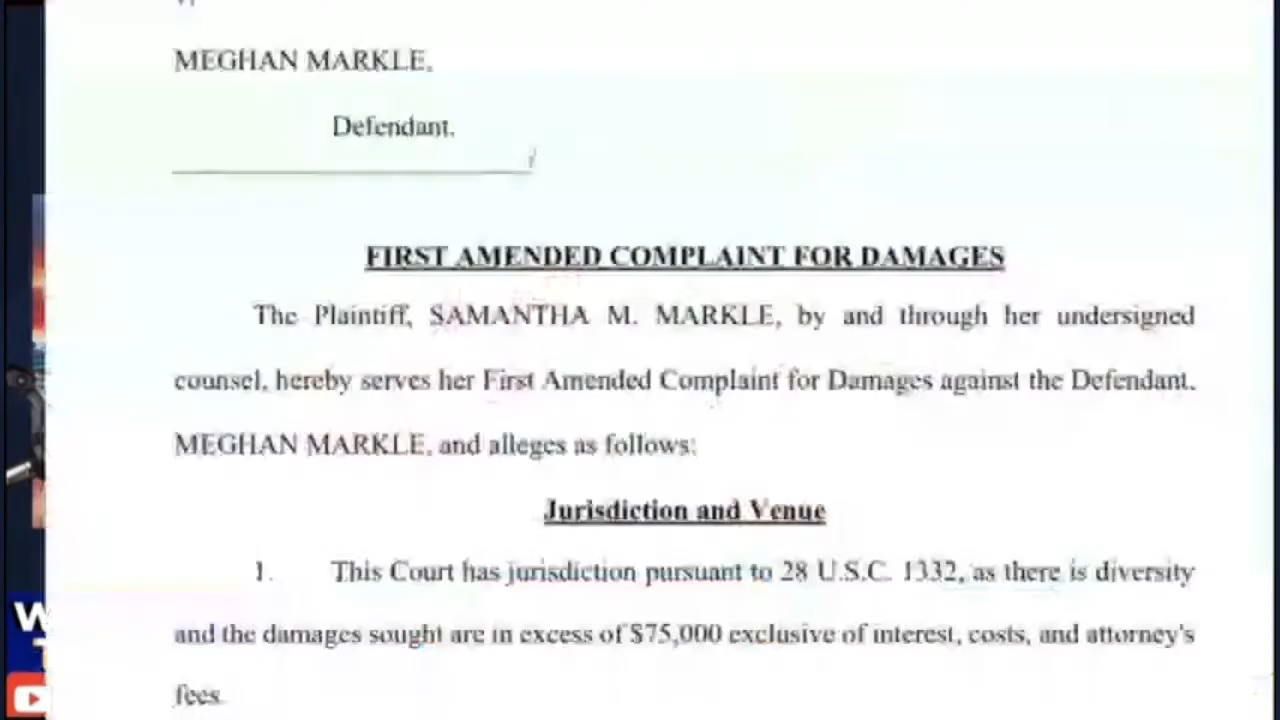 MEGHAN MARKLE,
Defendant.
/
FIRST AMENDED COMPLAINT FOR DAMAGES
The Plaintiff, SAMANTHA M. MARKLE, by and through her undersigned
counsel, hereby serves her First Amended Complaint for Damages against the Defendant,
MEGHAN MARKLE, and alleges as follows:
Jurisdiction and Venue
1. This Court has jurisdiction pursuant to 28 U.S.C. 1332, as there is diversity
and the damages sought are in excess of $75,000 exclusive of interest, costs, and attorney's
fees.
W